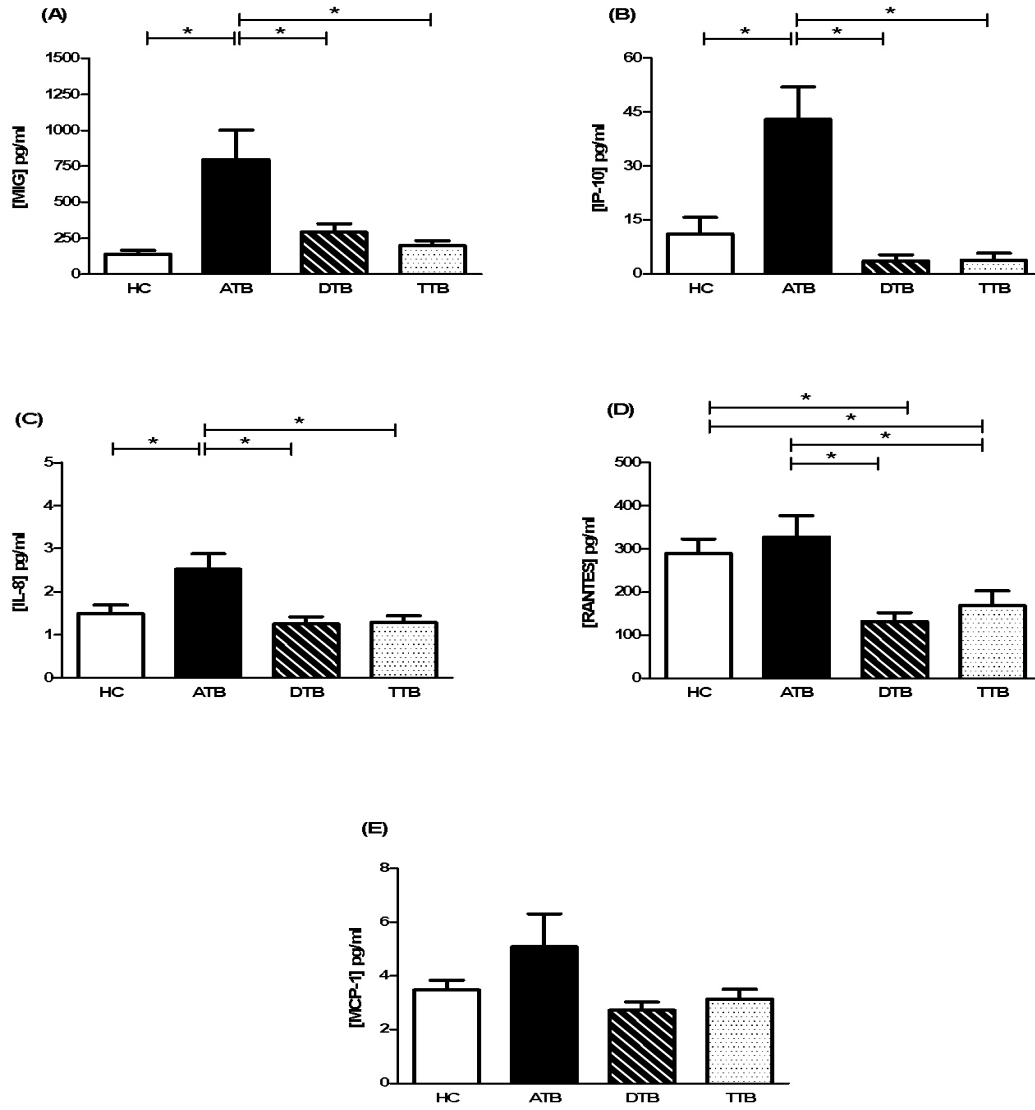 (A)
*
* *
[MIG] pg/ml
1500
1250
1000
750
500
250
0
HC ATB DTB TTB
(B)
*
* *
[IP-10] pg/ml
60
45
30
15
0
HC ATB DTB TTB
(C)
*
* *
[IL-8] pg/ml
5
4
3
2
1
0
HC ATB DTB TTB
(D)
*
*
*
*
[RANTES] pg/ml
500
400
300
200
100
0
HC ATB DTB TTB
(E)
[MCP-1] pg/ml
8
6
4
2
0
HC ATB DTB TTB